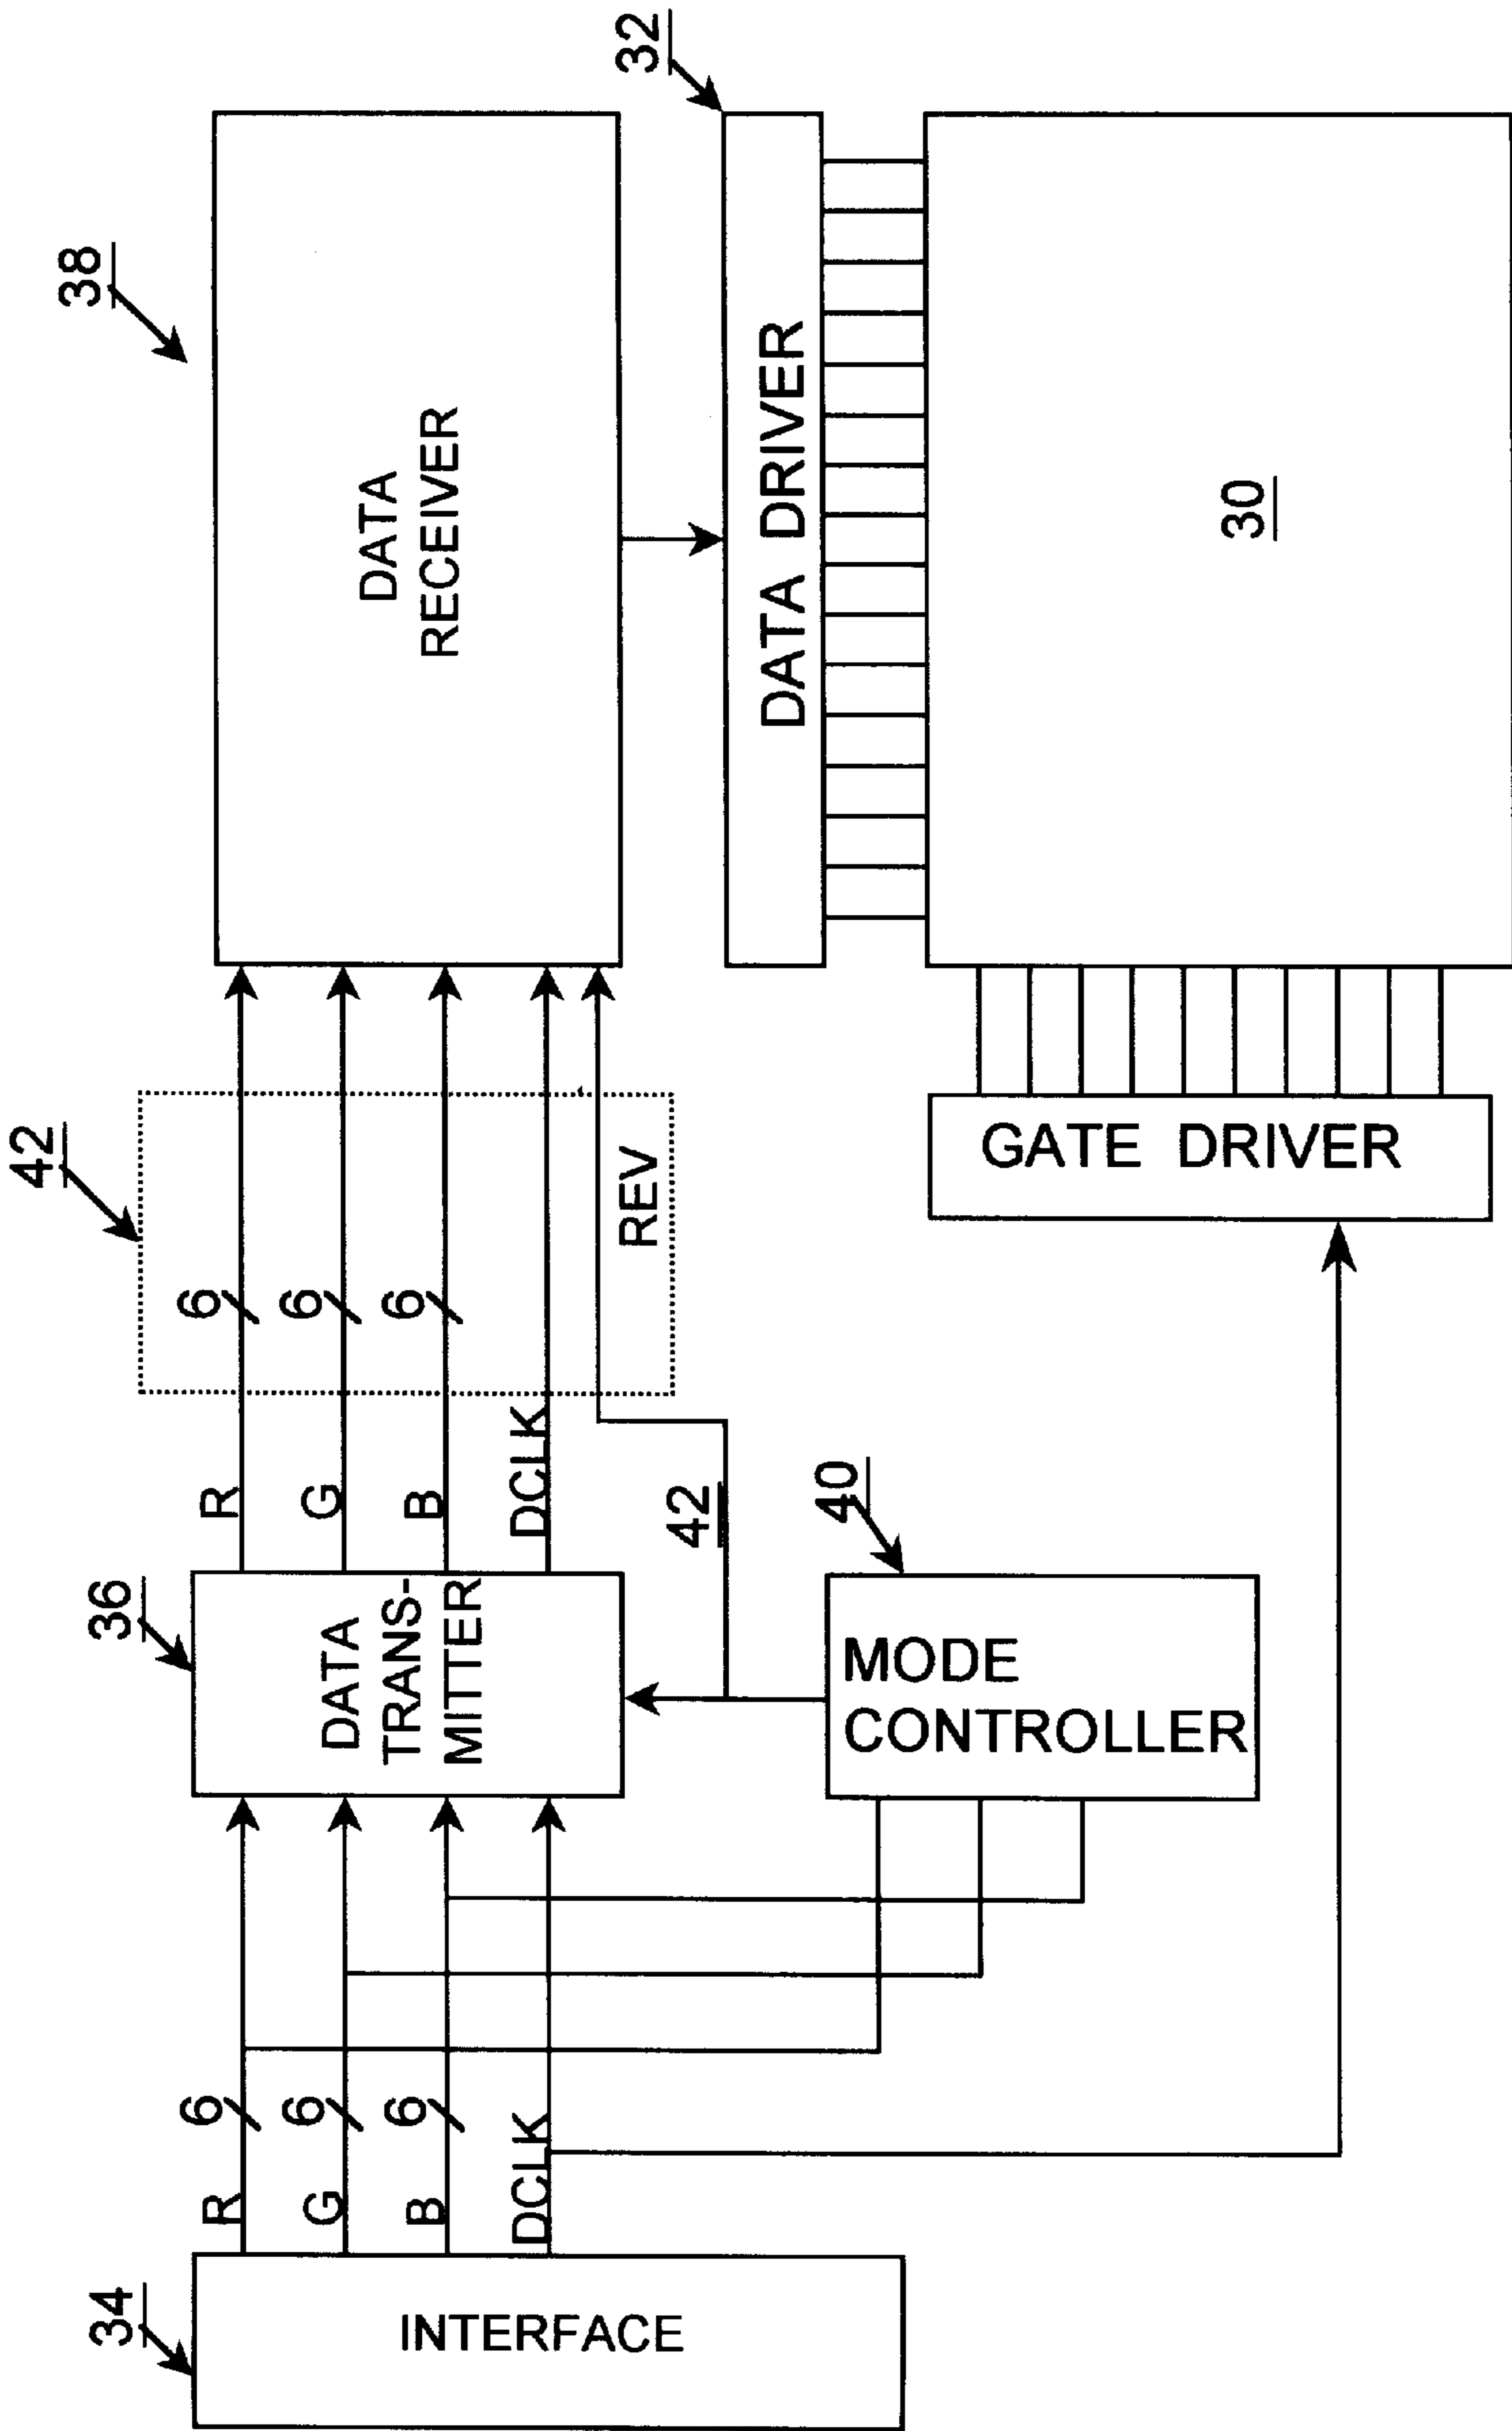 34
INTERFACE
R
6
G
6
B
6
DCLK
36
DATA
TRANS-
MITTER
R
G
B
DCLK
42
6
6
6
REV
42
40
MODE
CONTROLLER
38
DATA
RECEIVER
32
DATA DRIVER
GATE DRIVER
30